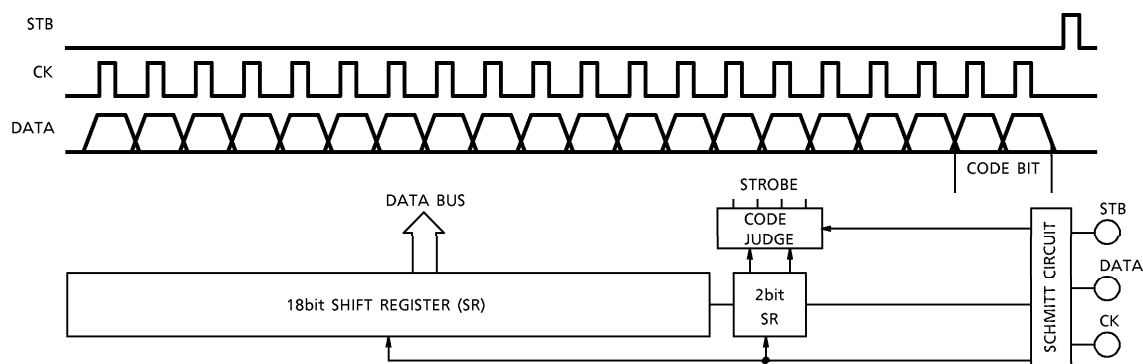 STB
CK
DATA
CODE BIT
DATA BUS
STROBE
CODE
JUDGE
18bit SHIFT REGISTER (SR)
2bit
SR
SCHMITT CIRCUIT
STB
DATA
CK